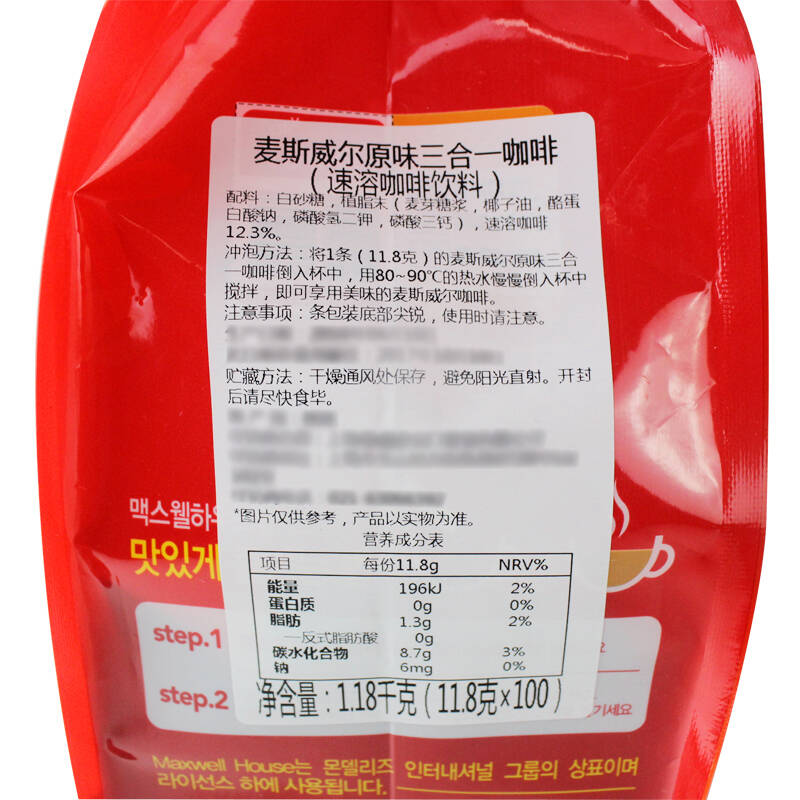 麦斯威尔原味三合一咖啡
（速溶咖啡饮料）
配料：白砂糖，植脂末（麦芽糖浆，椰子油，酪蛋
白酸钠，磷酸氢二钾，磷酸三钙），速溶咖啡
12.3%。
冲泡方法：将1条（11.8克）的麦斯威尔原味三合
一咖啡倒入杯中，用80~90℃的热水慢慢倒入杯中
搅拌，即可享用美味的麦斯威尔咖啡。
注意事项：条包装底部尖锐，使用时请注意。
贮藏方法：干燥通风处保存，避免阳光直射。开封
后请尽快食毕。
맥스웰하우
맛있게
*图片仅供参考，产品以实物为准。
营养成分表
项目 每份11.8g NRV%
能量 196kJ 2%
蛋白质 0g 0%
脂肪 1.3g 2%
—反式脂肪酸 0g
碳水化合物 8.7g 3%
钠 6mg 0%
净含量：1.18千克（11.8克×100）
step.1
요
step.2
기세요
Maxwell House는 몬델리즈 인터내셔널 그룹의 상표이며
라이선스 하에 사용됩니다.